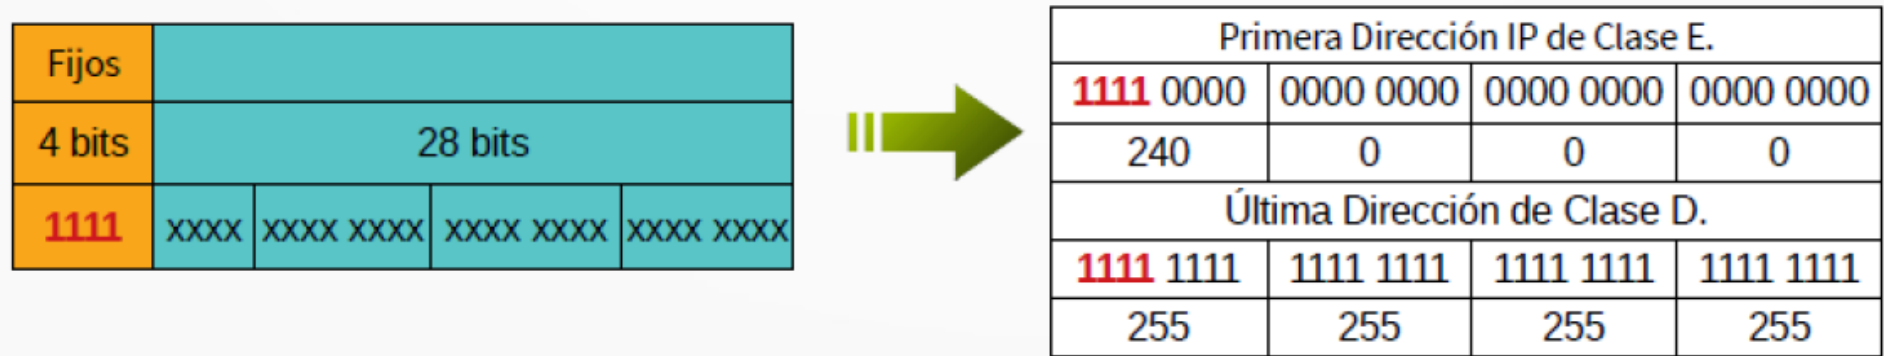 Fijos
4 bits 28 bits
1111 xxxx xxxx xxxx xxxx xxxx xxxx xxxx
Primera Dirección IP de Clase E.
1111 0000 0000 0000 0000 0000 0000 0000
240 0 0 0
Última Dirección de Clase D.
1111 1111 1111 1111 1111 1111 1111 1111
255 255 255 255